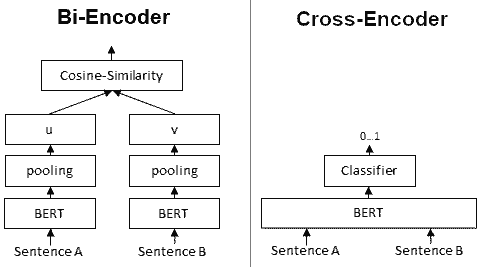 Bi-Encoder
Cosine-Similarity
u
v
pooling
pooling
BERT
BERT
Sentence A
Sentence B
Cross-Encoder
0...1
Classifier
BERT
Sentence A
Sentence B